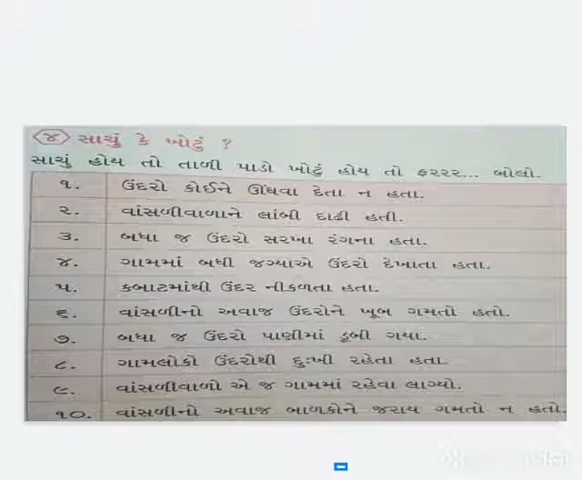 ૪ સાચું કે ખોટું ?
સાચું હોય તો તાળી પાડો ખોટું હોય તો ફરરર... બોલો.
૧. ઉંદરો કોઈને ઊંઘવા દેતા ન હતા.
૨. વાંસળીવાળાને લાંબી દાઢી હતી.
૩. બધા જ ઉંદરો સરખા રંગના હતા.
૪. ગામમાં બધી જગ્યાએ ઉંદરો દેખાતા હતા.
૫. કબાટમાંથી ઉંદર નીકળતા હતા.
૬. વાંસળીનો અવાજ ઉંદરોને ખૂબ ગમતો હતો.
૭. બધા જ ઉંદરો પાણીમાં ડૂબી ગયા.
૮. ગામલોકો ઉંદરોથી દુઃખી રહેતા હતા
૯. વાંસળીવાળો એ જ ગામમાં રહેવા લાગ્યો.
૧૦. વાંસળીનો અવાજ બાળકોને જરાય ગમતો ન હતો.